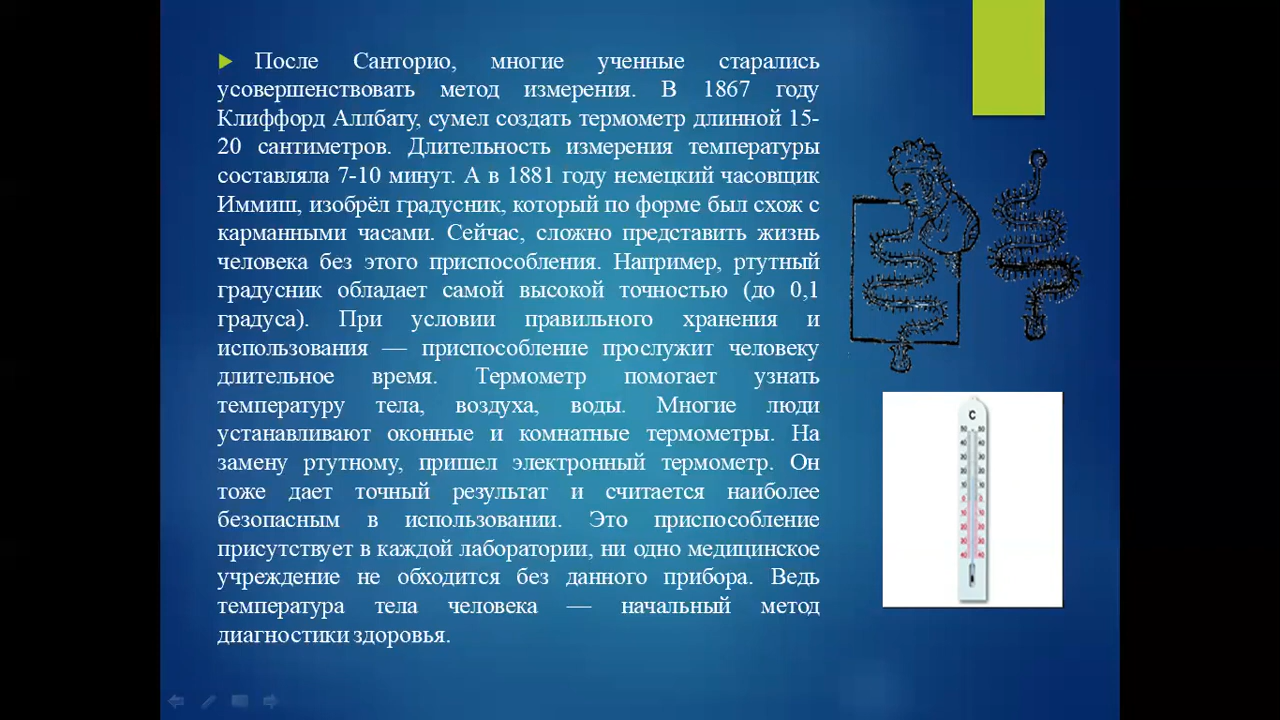 После Санторио, многие ученные старались
усовершенствовать метод измерения. В 1867 году
Клиффорд Аллбату, сумел создать термометр длинной 15-
20 сантиметров. Длительность измерения температуры
составляла 7-10 минут. А в 1881 году немецкий часовщик
Иммиш, изобрёл градусник, который по форме был схож с
карманными часами. Сейчас, сложно представить жизнь
человека без этого приспособления. Например, ртутный
градусник обладает самой высокой точностью (до 0,1
градуса). При условии правильного хранения и
использования — приспособление прослужит человеку
длительное время. Термометр помогает узнать
температуру тела, воздуха, воды. Многие люди
устанавливают оконные и комнатные термометры. На
замену ртутному, пришел электронный термометр. Он
тоже дает точный результат и считается наиболее
безопасным в использовании. Это приспособление
присутствует в каждой лаборатории, ни одно медицинское
учреждение не обходится без данного прибора. Ведь
температура тела человека — начальный метод
диагностики здоровья.
C